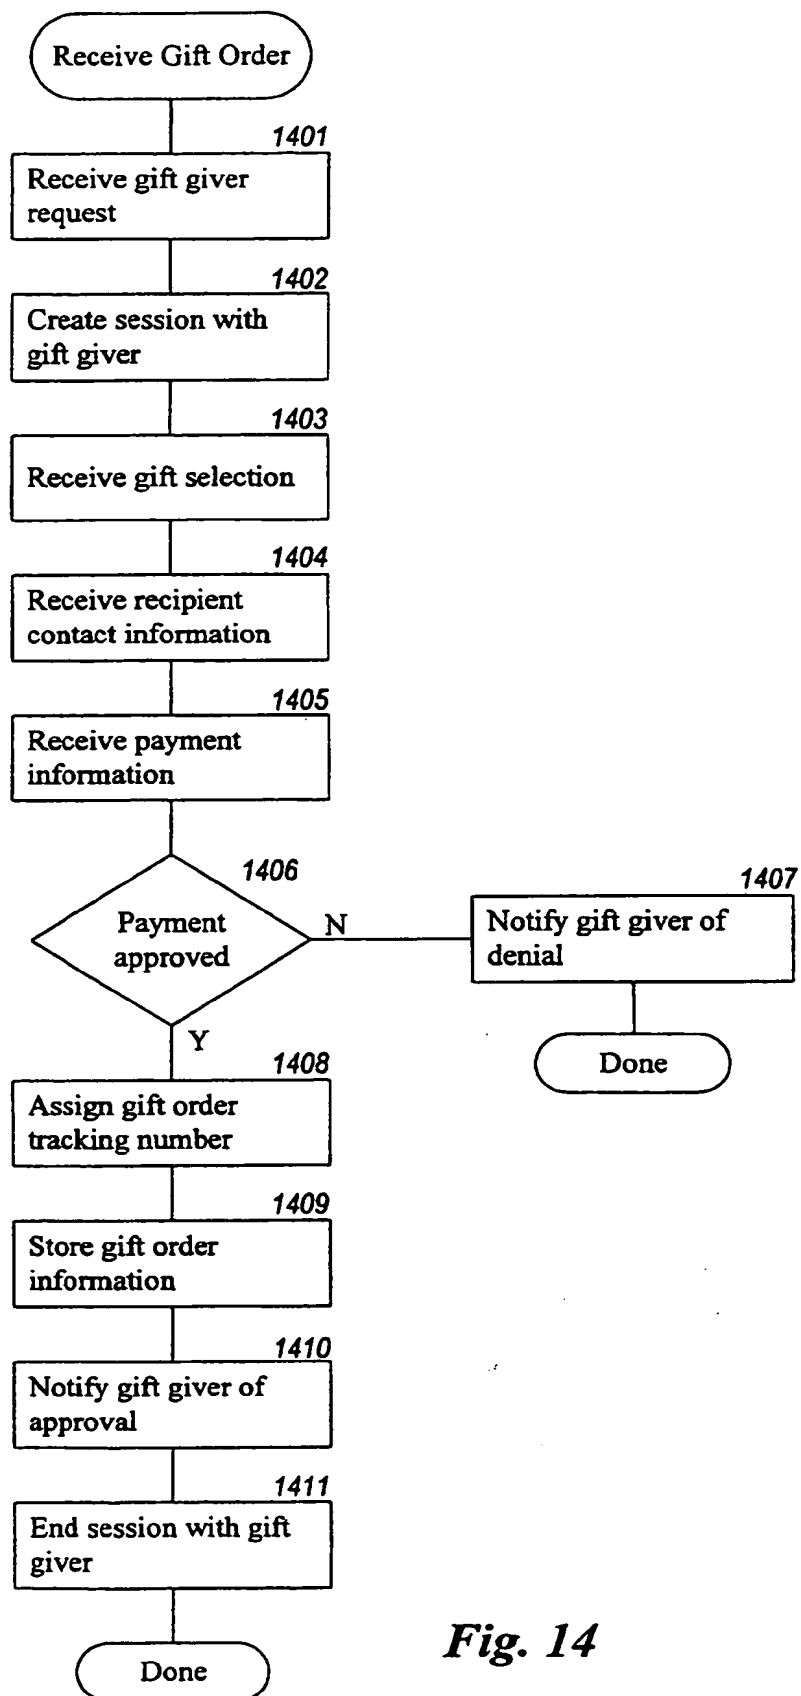 Receive Gift Order
1401
Receive gift giver
request
1402
Create session with
gift giver
1403
Receive gift selection
1404
Receive recipient
contact information
1405
Receive payment
information
1406
Payment
approved
N
1407
Notify gift giver of
denial
Done
Y
1408
Assign gift order
tracking number
1409
Store gift order
information
1410
Notify gift giver of
approval
1411
End session with gift
giver
Done
Fig. 14